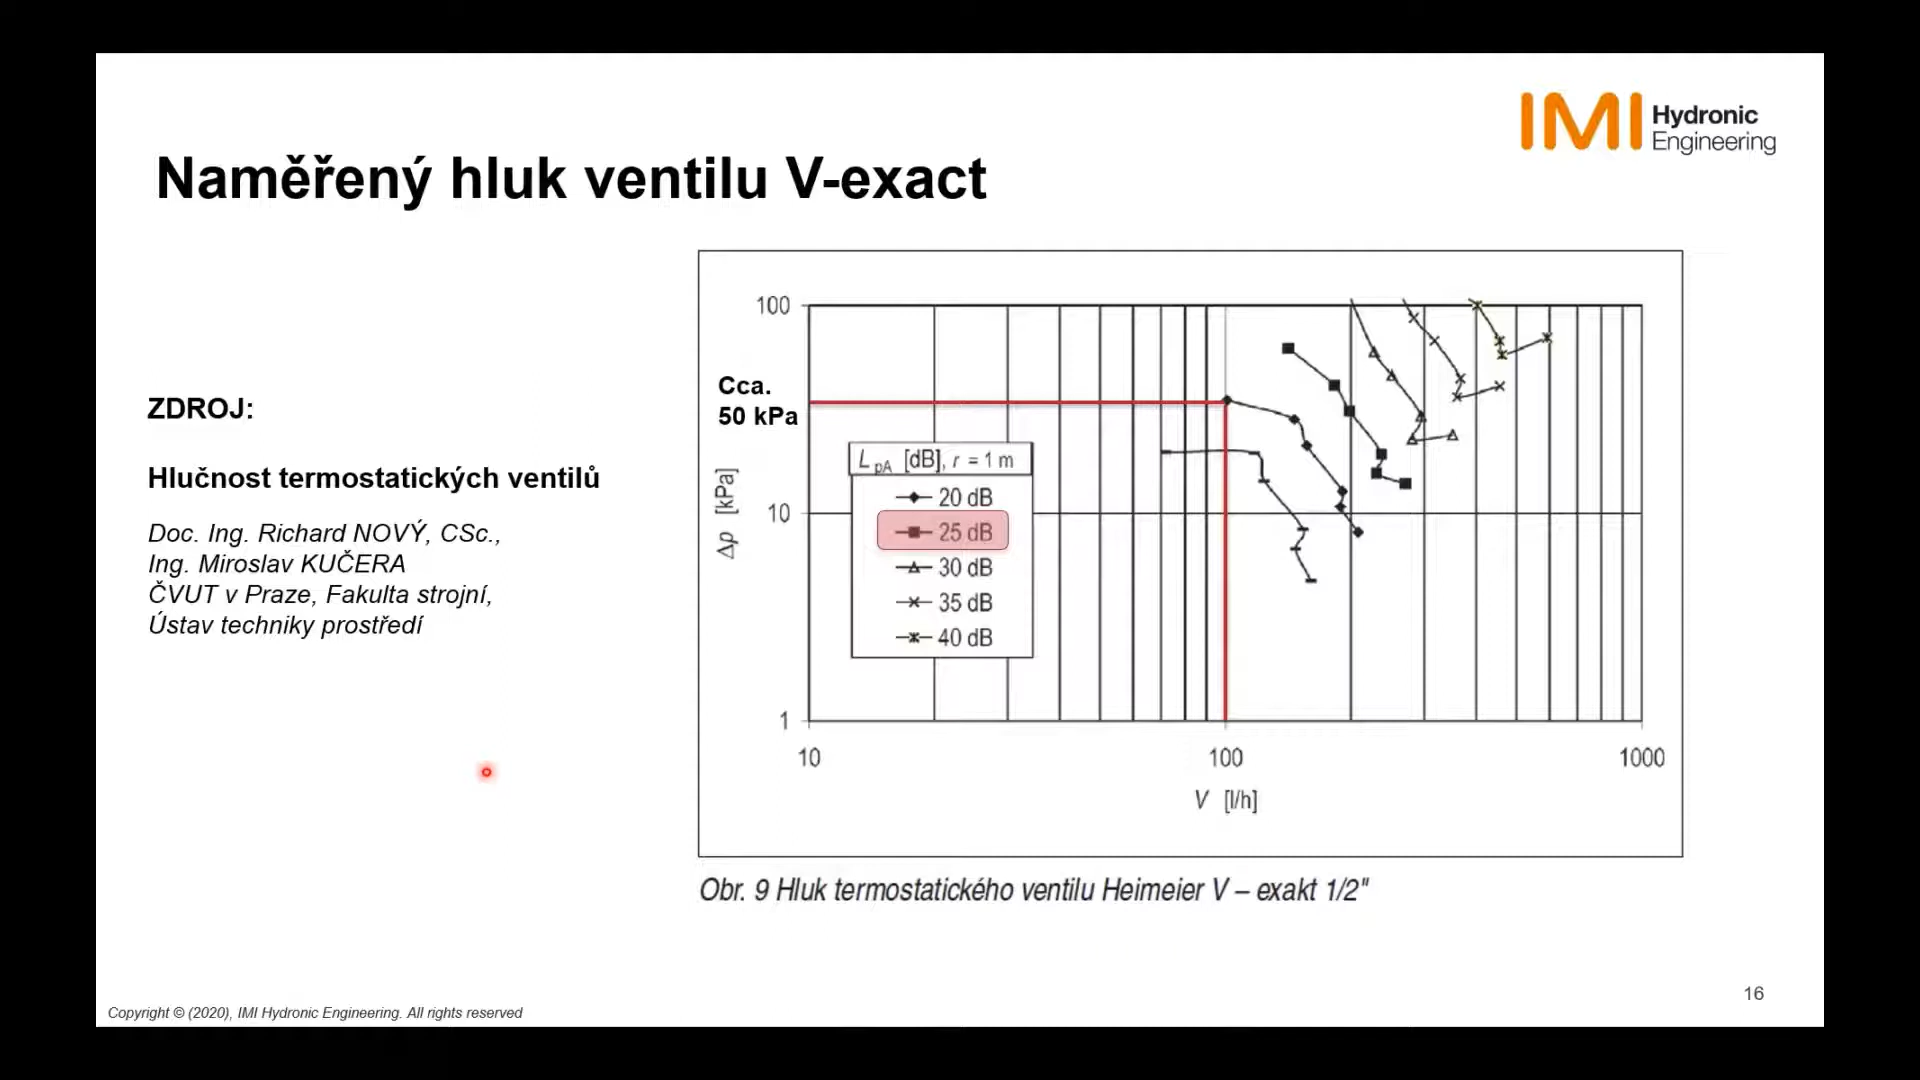 IMI Hydronic
Engineering
Naměřený hluk ventilu V-exact
ZDROJ:
Hlučnost termostatických ventilů
Doc. Ing. Richard NOVÝ, CSc.,
Ing. Miroslav KUČERA
ČVUT v Praze, Fakulta strojní,
Ústav techniky prostředí
100
Cca.
50 kPa
L pA [dB], r = 1 m
20 dB
25 dB
30 dB
35 dB
40 dB
Δp [kPa]
10
1
10
100
1000
V [l/h]
Obr. 9 Hluk termostatického ventilu Heimeier V – exakt 1/2"
16
Copyright © (2020), IMI Hydronic Engineering. All rights reserved